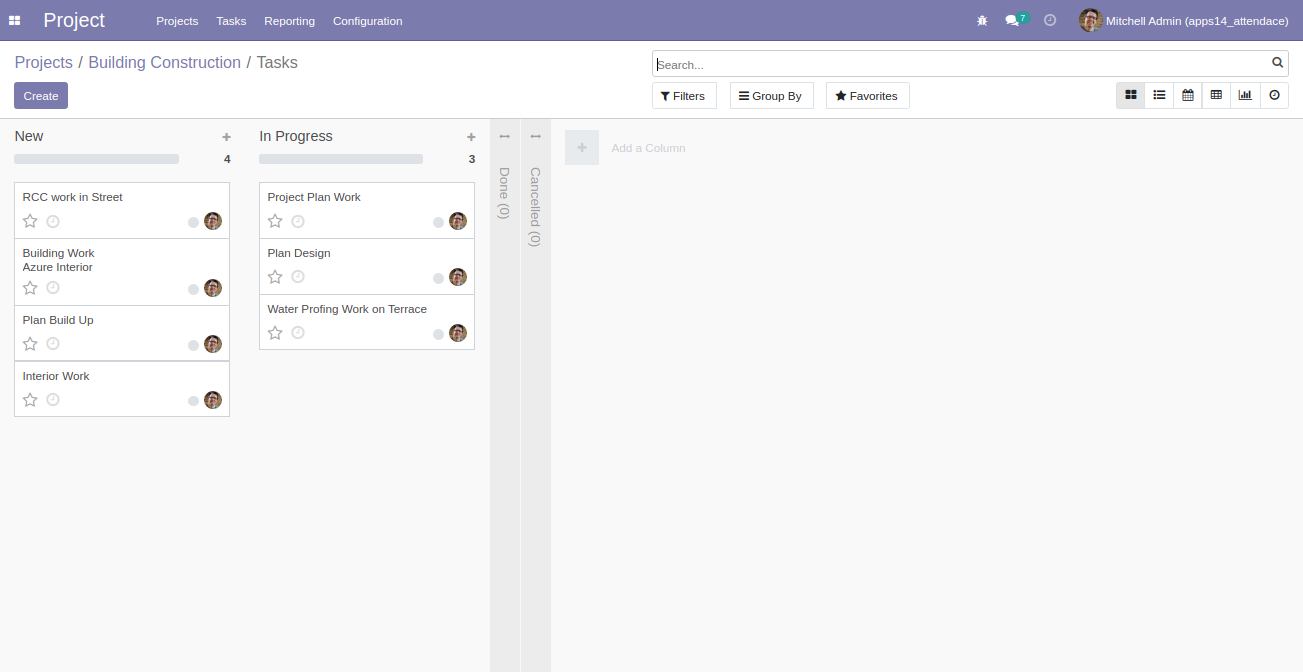 Project
Projects
Tasks
Reporting
Configuration
7
Mitchell Admin (apps14_attendace)
Projects / Building Construction / Tasks
Search...
Create
Filters
Group By
Favorites
New
4
RCC work in Street
Building Work
Azure Interior
Plan Build Up
Interior Work
In Progress
3
Project Plan Work
Plan Design
Water Profing Work on Terrace
Done (0)
Cancelled (0)
Add a Column